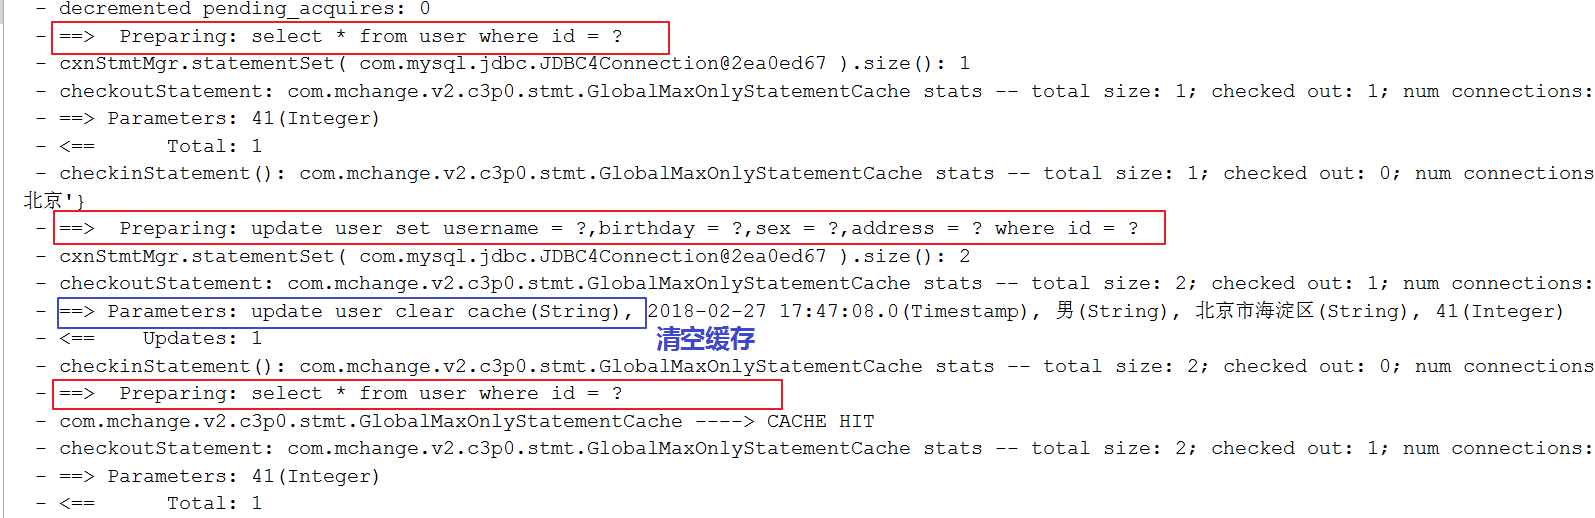 - decremented pending_acquires: 0
- ==>  Preparing: select * from user where id = ?
- cxnStmtMgr.statementSet( com.mysql.jdbc.JDBC4Connection@2ea0ed67 ).size(): 1
- checkoutStatement: com.mchange.v2.c3p0.stmt.GlobalMaxOnlyStatementCache stats -- total size: 1; checked out: 1; num connections:
- ==> Parameters: 41(Integer)
- <==      Total: 1
- checkinStatement(): com.mchange.v2.c3p0.stmt.GlobalMaxOnlyStatementCache stats -- total size: 1; checked out: 0; num connections
北京'}
- ==>  Preparing: update user set username = ?,birthday = ?,sex = ?,address = ? where id = ?
- cxnStmtMgr.statementSet( com.mysql.jdbc.JDBC4Connection@2ea0ed67 ).size(): 2
- checkoutStatement: com.mchange.v2.c3p0.stmt.GlobalMaxOnlyStatementCache stats -- total size: 2; checked out: 1; num connections:
- ==> Parameters: update user clear cache(String), 2018-02-27 17:47:08.0(Timestamp), 男(String), 北京市海淀区(String), 41(Integer)
- <==    Updates: 1
清空缓存
- checkinStatement(): com.mchange.v2.c3p0.stmt.GlobalMaxOnlyStatementCache stats -- total size: 2; checked out: 0; num connections
- ==>  Preparing: select * from user where id = ?
- com.mchange.v2.c3p0.stmt.GlobalMaxOnlyStatementCache ----> CACHE HIT
- checkoutStatement: com.mchange.v2.c3p0.stmt.GlobalMaxOnlyStatementCache stats -- total size: 2; checked out: 1; num connections:
- ==> Parameters: 41(Integer)
- <==      Total: 1